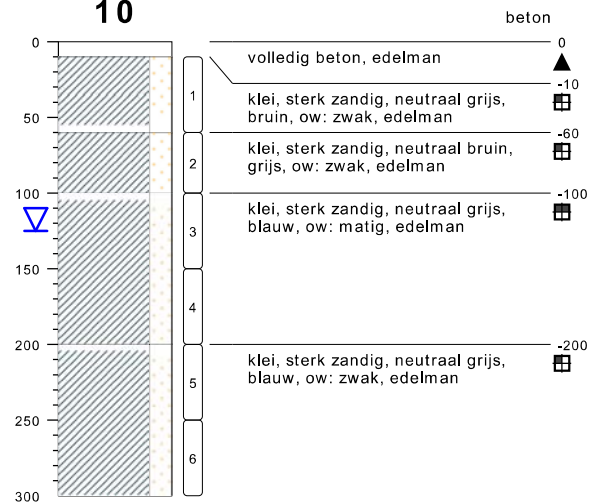 10
beton
0
0
volledig beton, edelman
-10
klei, sterk zandig, neutraal grijs,
bruin, ow: zwak, edelman
1
50
-60
klei, sterk zandig, neutraal bruin,
grijs, ow: zwak, edelman
2
100
-100
klei, sterk zandig, neutraal grijs,
blauw, ow: matig, edelman
3
150
4
200
-200
klei, sterk zandig, neutraal grijs,
blauw, ow: zwak, edelman
5
250
6
300